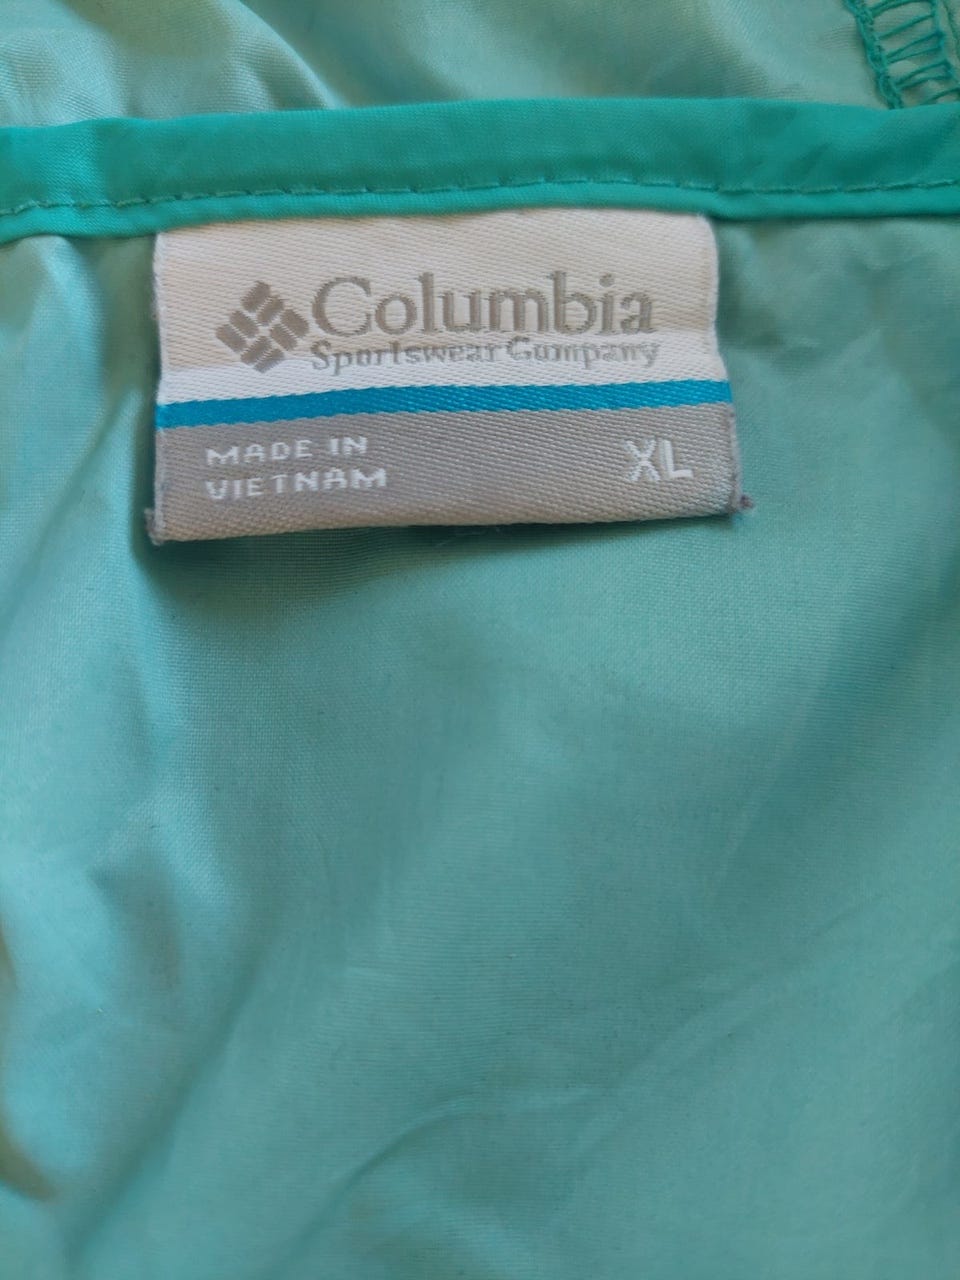 Columbia
Sportswear Company
MADE IN
VIETNAM
XL